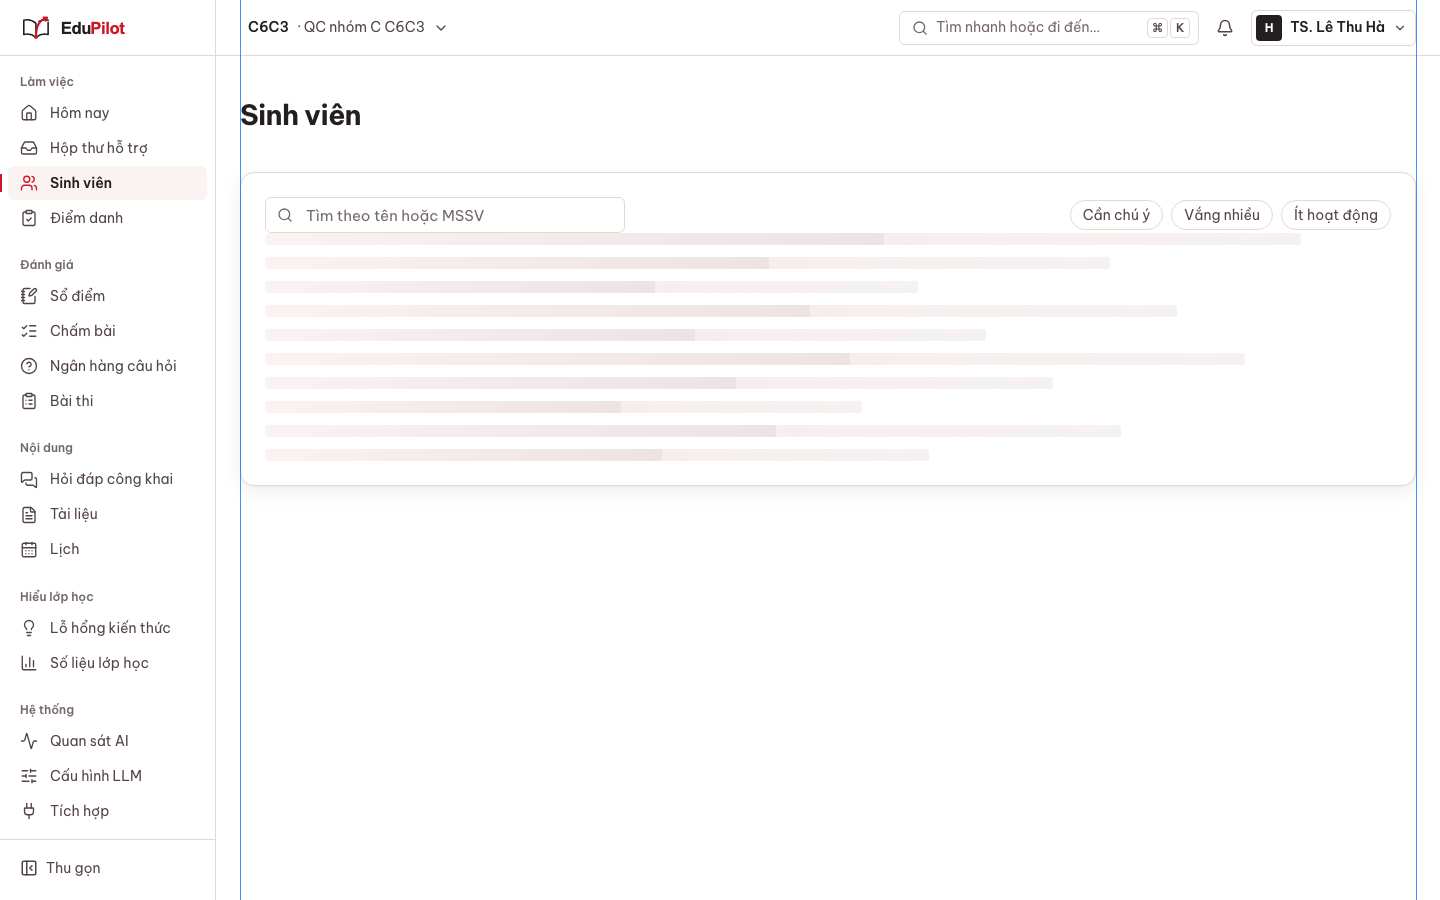 EduPilot
C6C3 · QC nhóm C C6C3
Tìm nhanh hoặc đi đến...
⌘ K
H
TS. Lê Thu Hà
Làm việc
Hôm nay
Hộp thư hỗ trợ
Sinh viên
Điểm danh
Đánh giá
Sổ điểm
Chấm bài
Ngân hàng câu hỏi
Bài thi
Nội dung
Hỏi đáp công khai
Tài liệu
Lịch
Hiểu lớp học
Lỗ hổng kiến thức
Số liệu lớp học
Hệ thống
Quan sát AI
Cấu hình LLM
Tích hợp
Thu gọn
Sinh viên
Tìm theo tên hoặc MSSV
Cần chú ý
Vắng nhiều
Ít hoạt động